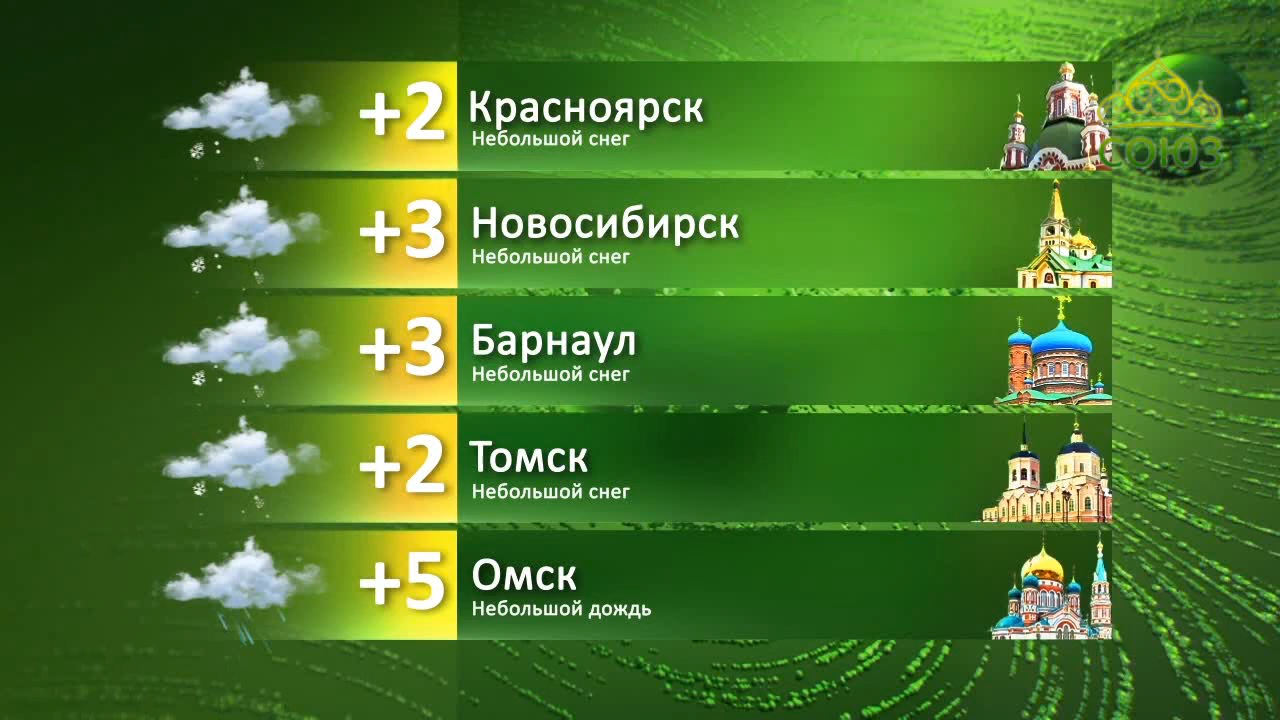 СОЮЗ
+2 Красноярск
Небольшой снег
+3 Новосибирск
Небольшой снег
+3 Барнаул
Небольшой снег
+2 Томск
Небольшой снег
+5 Омск
Небольшой дождь